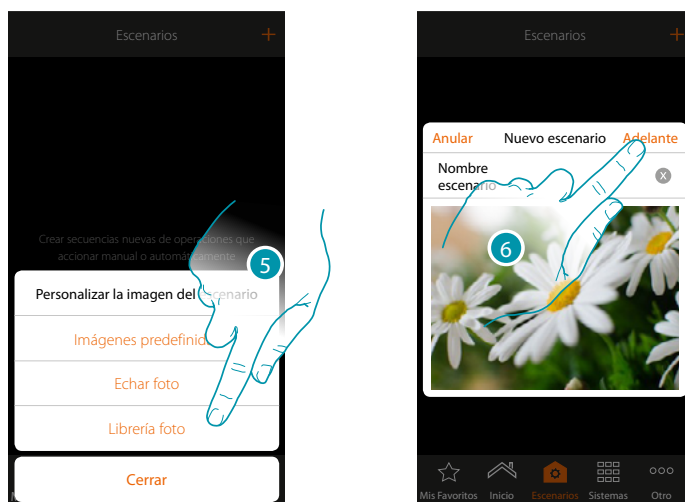 Escenarios +
Crear secuencias nuevas de operaciones que
accionar manual o automáticamente
5
Personalizar la imagen del escenario
Imágenes predefinid
Echar foto
Librería foto
Cerrar
Escenarios +
Anular Nuevo escenario Adelante
Nombre
escenario
x
6
Mis Favoritos Inicio Escenarios Sistemas Otro